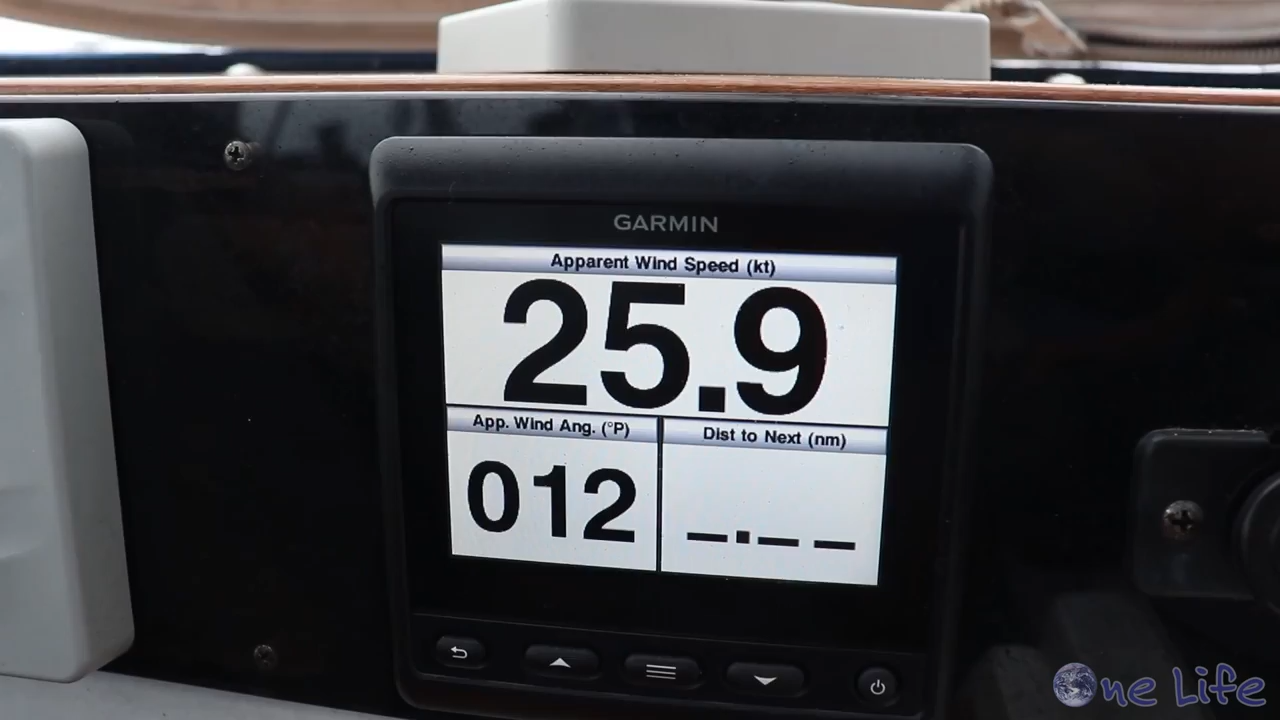 GARMIN
Apparent Wind Speed (kt)
25.9
App. Wind Ang. (°P)
Dist to Next (nm)
012
_._ _
One Life